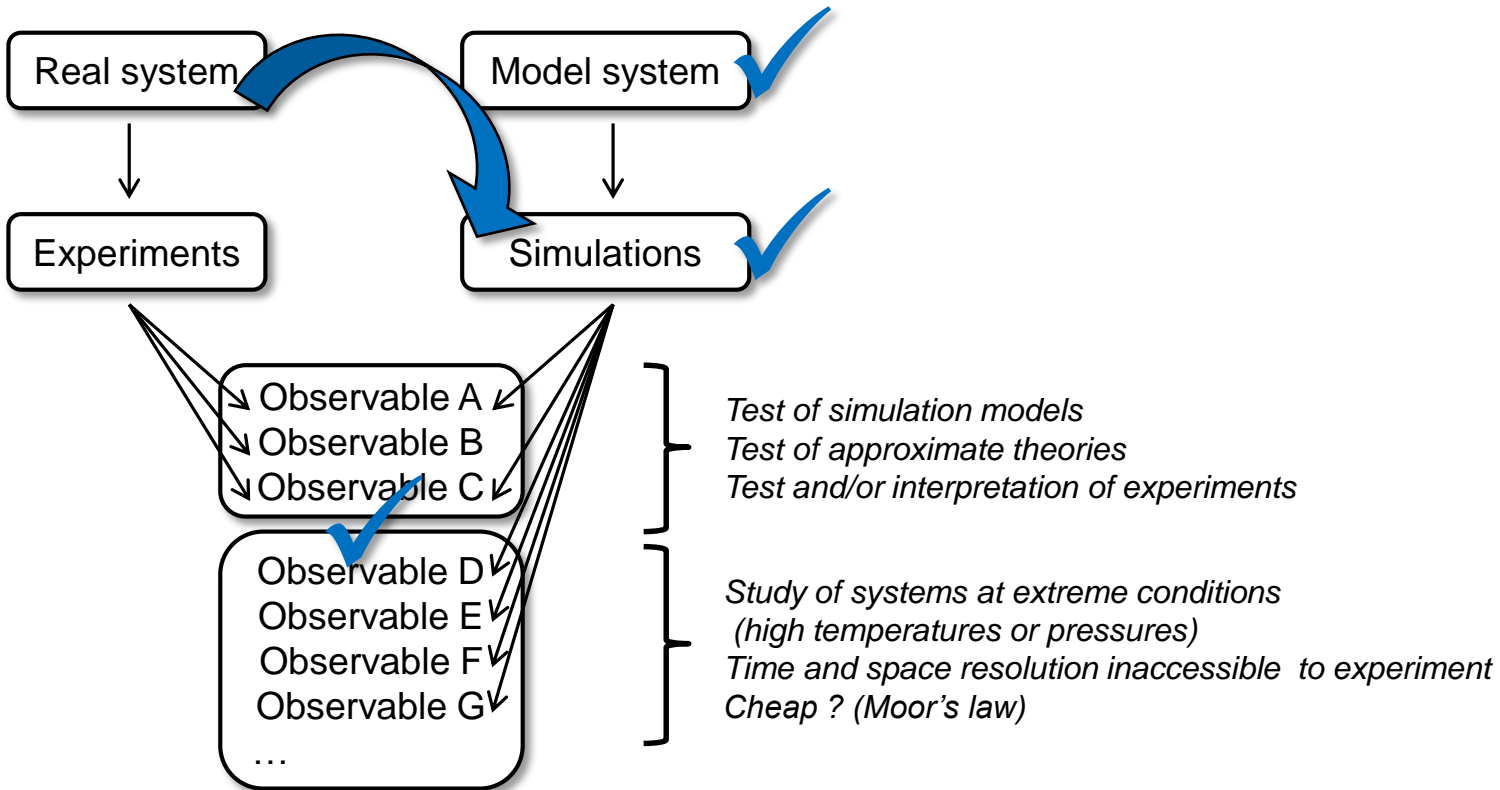 Real system
Model system
Experiments
Simulations
Observable A
Observable B
Observable C
Observable D
Observable E
Observable F
Observable G
…
Test of simulation models
Test of approximate theories
Test and/or interpretation of experiments
Study of systems at extreme conditions
(high temperatures or pressures)
Time and space resolution inaccessible to experiment
Cheap ? (Moor's law)